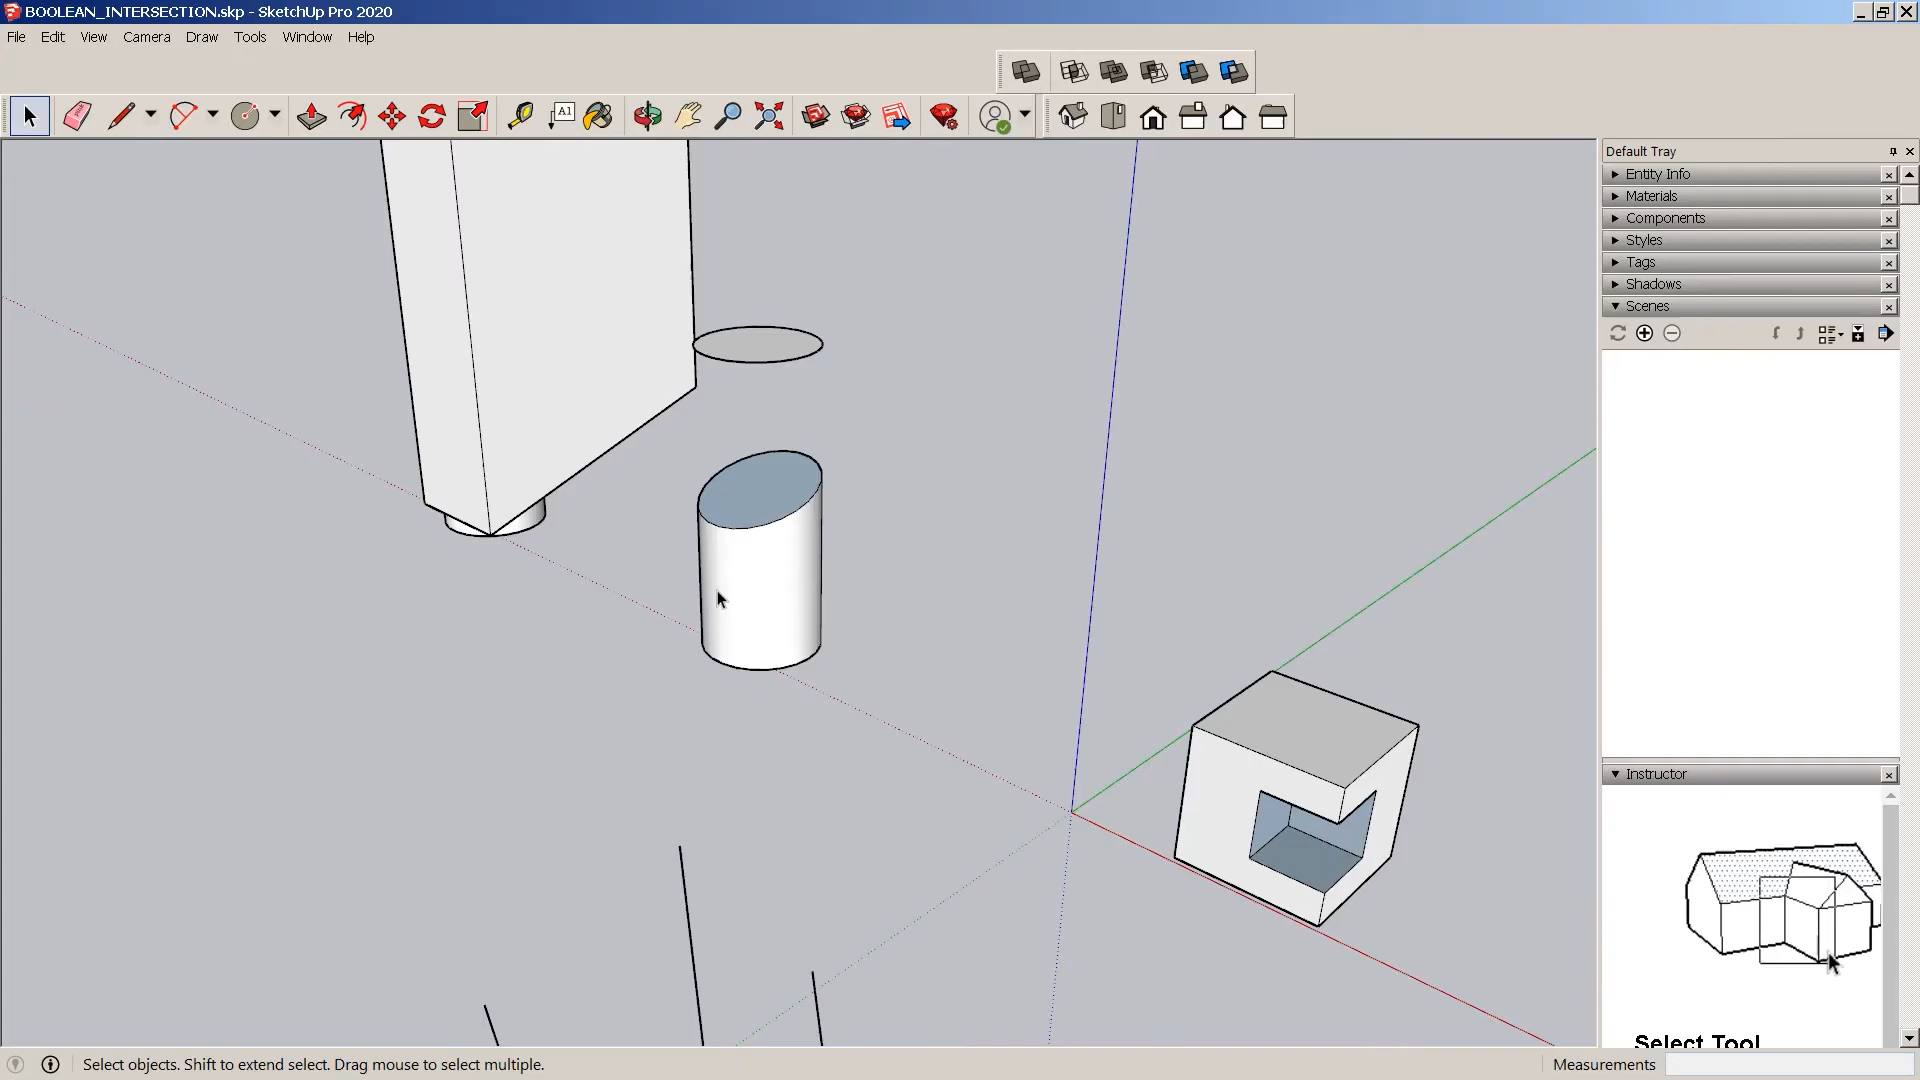 BOOLEAN_INTERSECTION.skp - SketchUp Pro 2020
File Edit View Camera Draw Tools Window Help
A1
Default Tray
Entity Info
Materials
Components
Styles
Tags
Shadows
Scenes
Instructor
Select Tool
Select objects. Shift to extend select. Drag mouse to select multiple.
Measurements